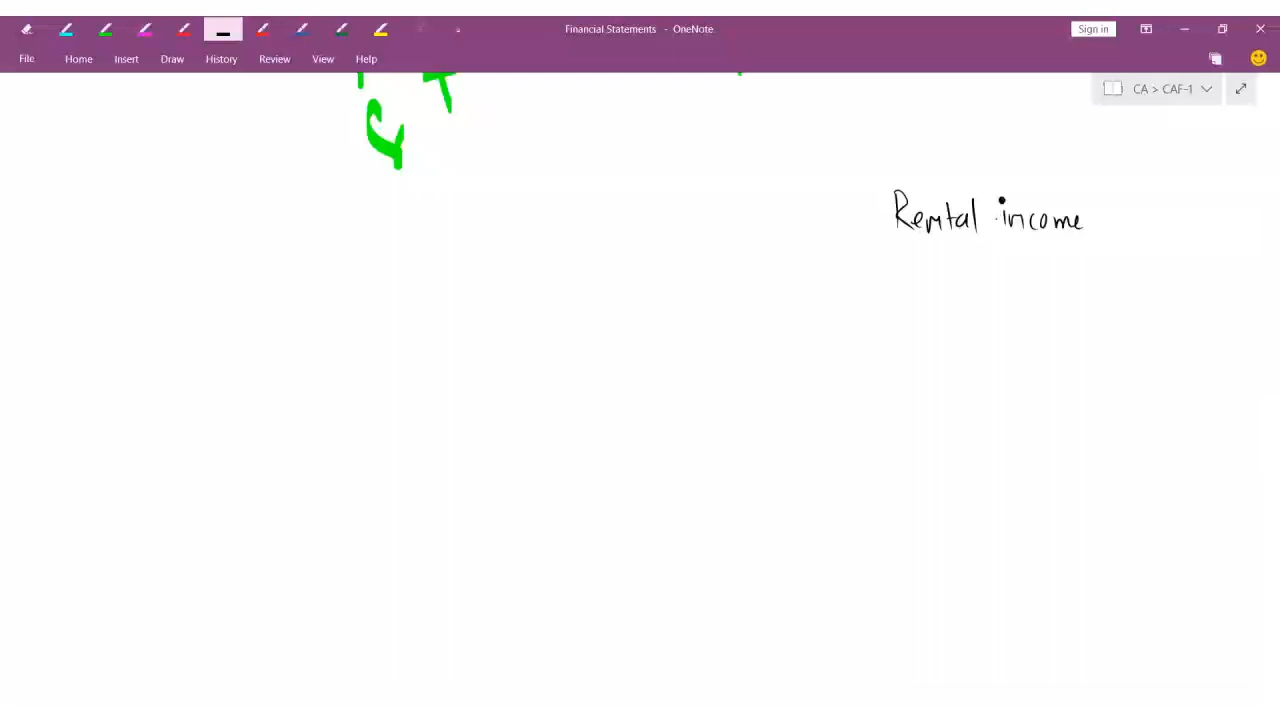 Financial Statements - OneNote
Sign in
File Home Insert Draw History Review View Help
CA > CAF-1
Rental income